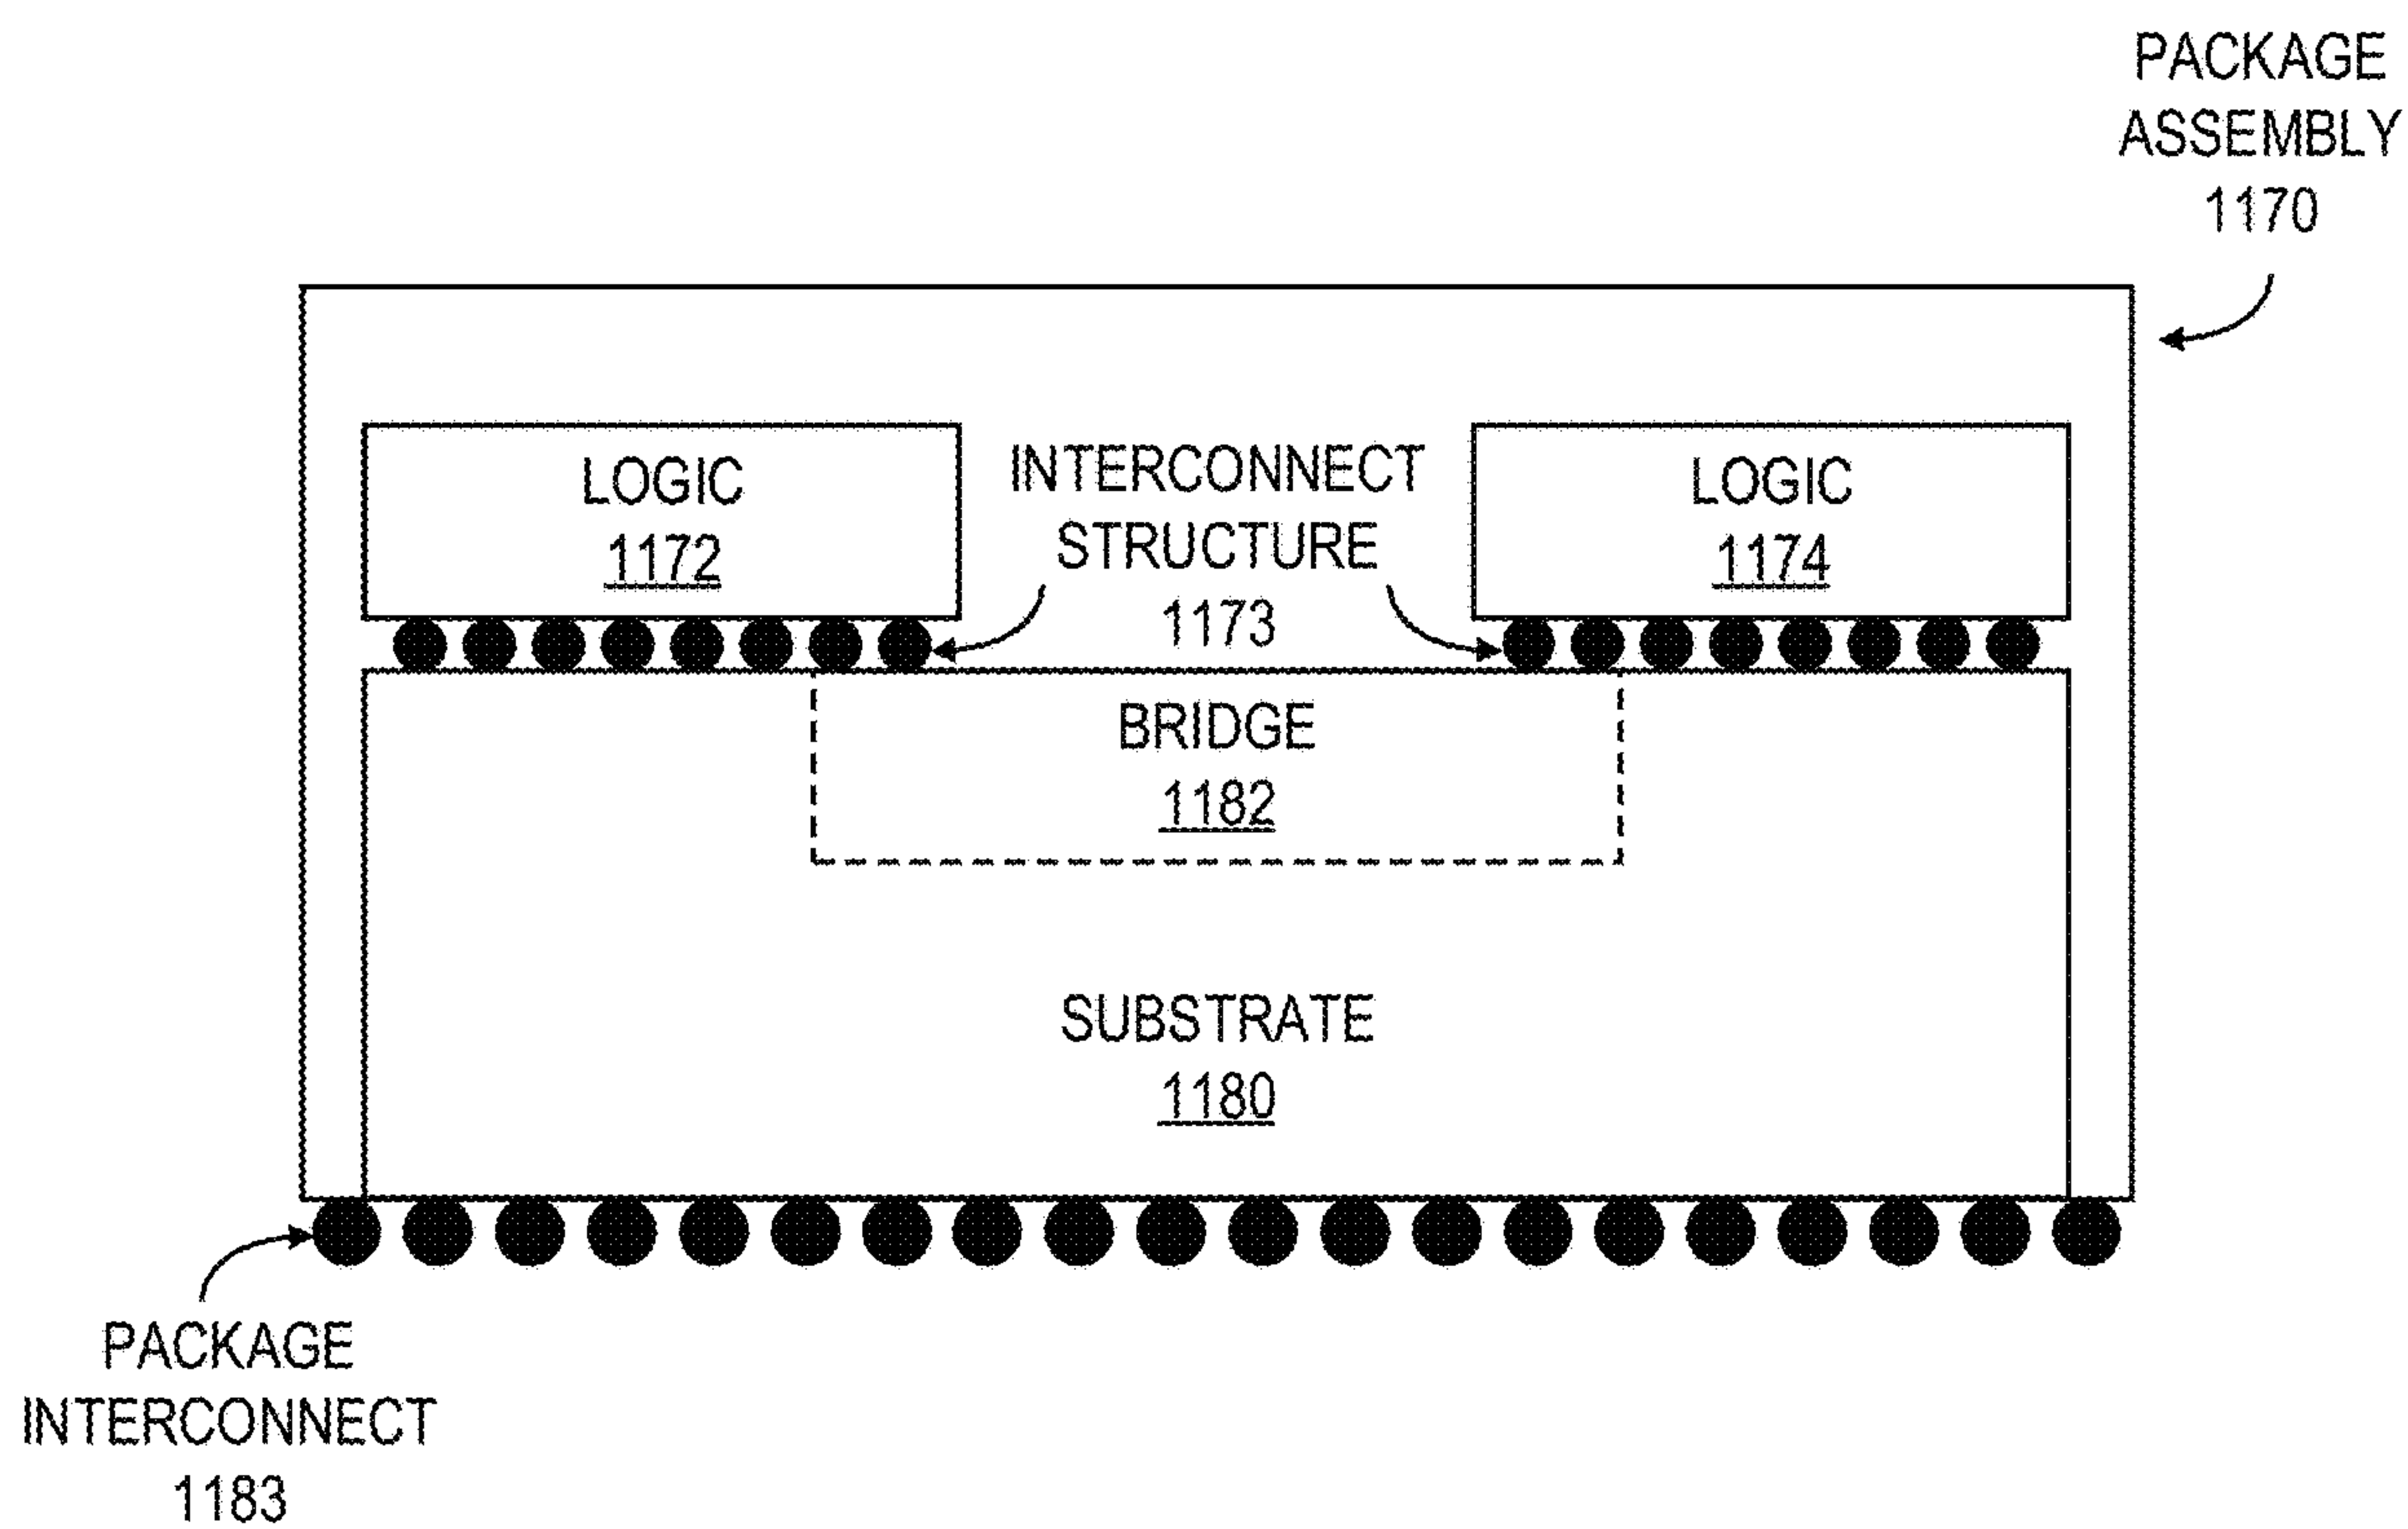 PACKAGE
ASSEMBLY
1170
LOGIC
1172
INTERCONNECT
STRUCTURE
1173
LOGIC
1174
BRIDGE
1182
SUBSTRATE
1180
PACKAGE
INTERCONNECT
1183